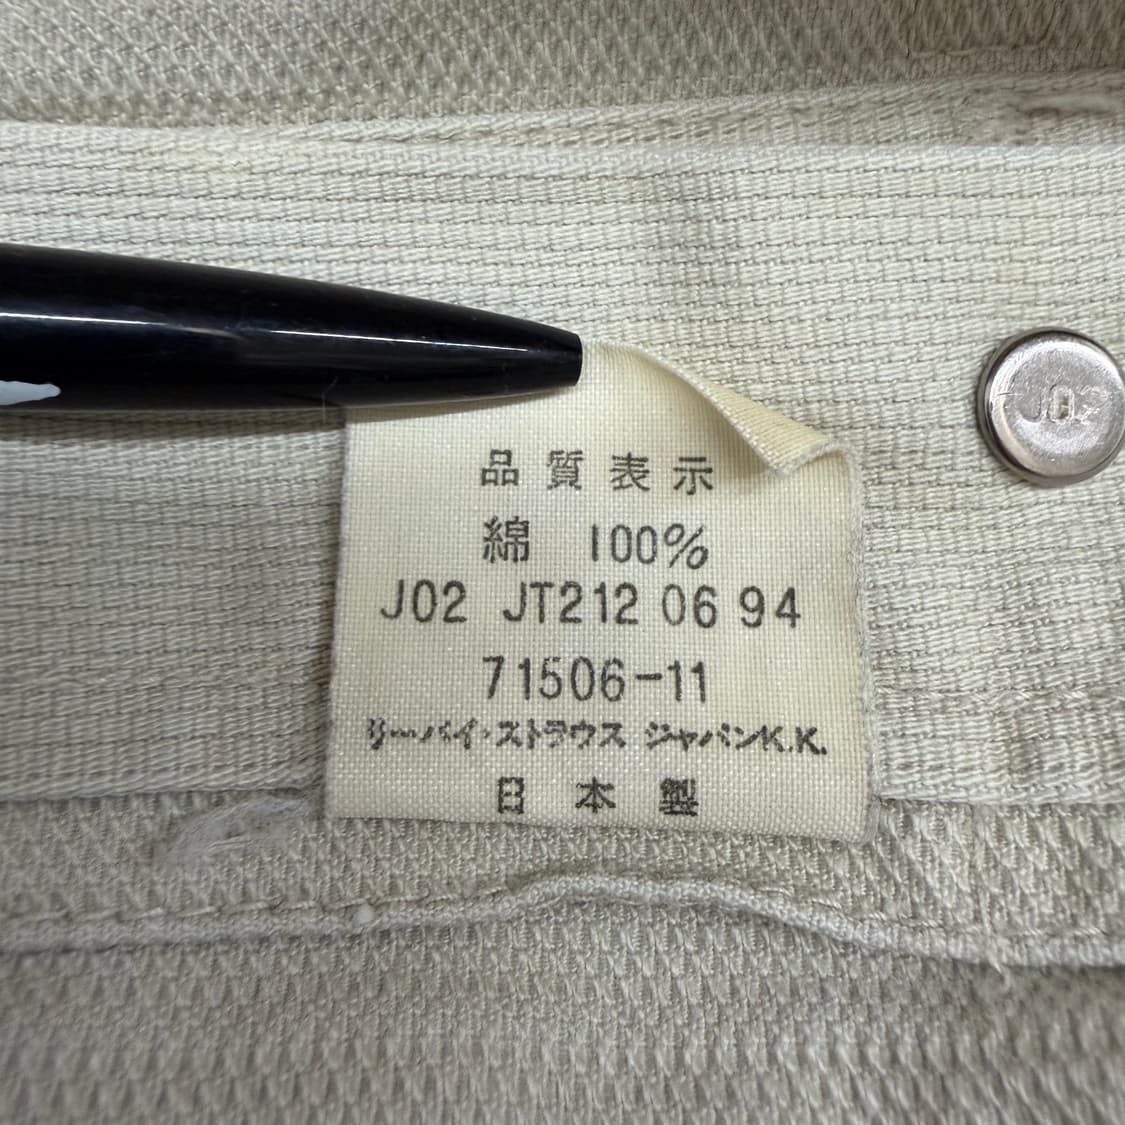 品質表示
綿 100%
J02 JT212 06 94
71506-11
リーバイ・ストラウス ジャパンK.K.
日本製
J02